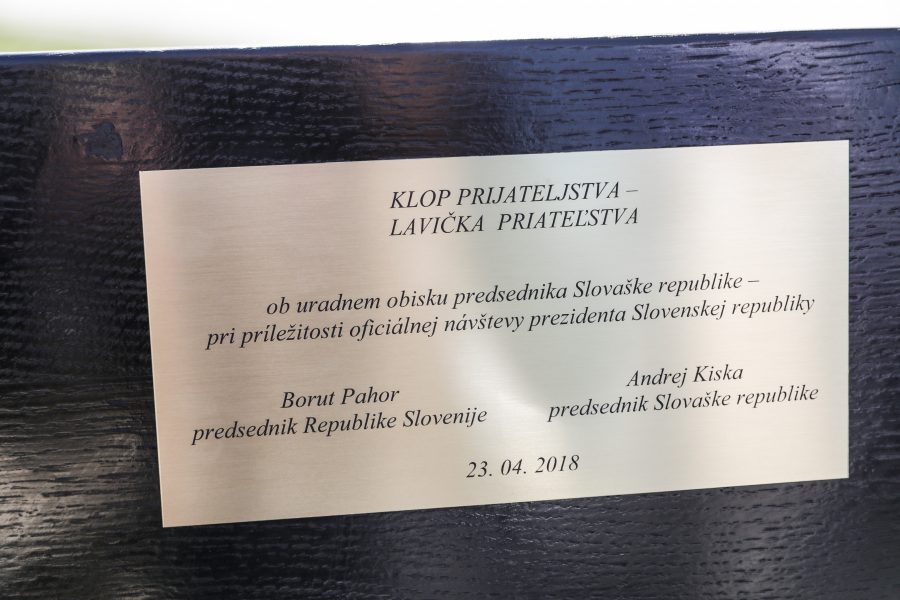 KLOP PRIJATELJSTVA –
LAVIČKA PRIATEĽSTVA
ob uradnem obisku predsednika Slovaške republike –
pri príležitosti oficiálnej návštevy prezidenta Slovenskej republiky
Borut Pahor
predsednik Republike Slovenije
Andrej Kiska
predsednik Slovaške republike
23. 04. 2018